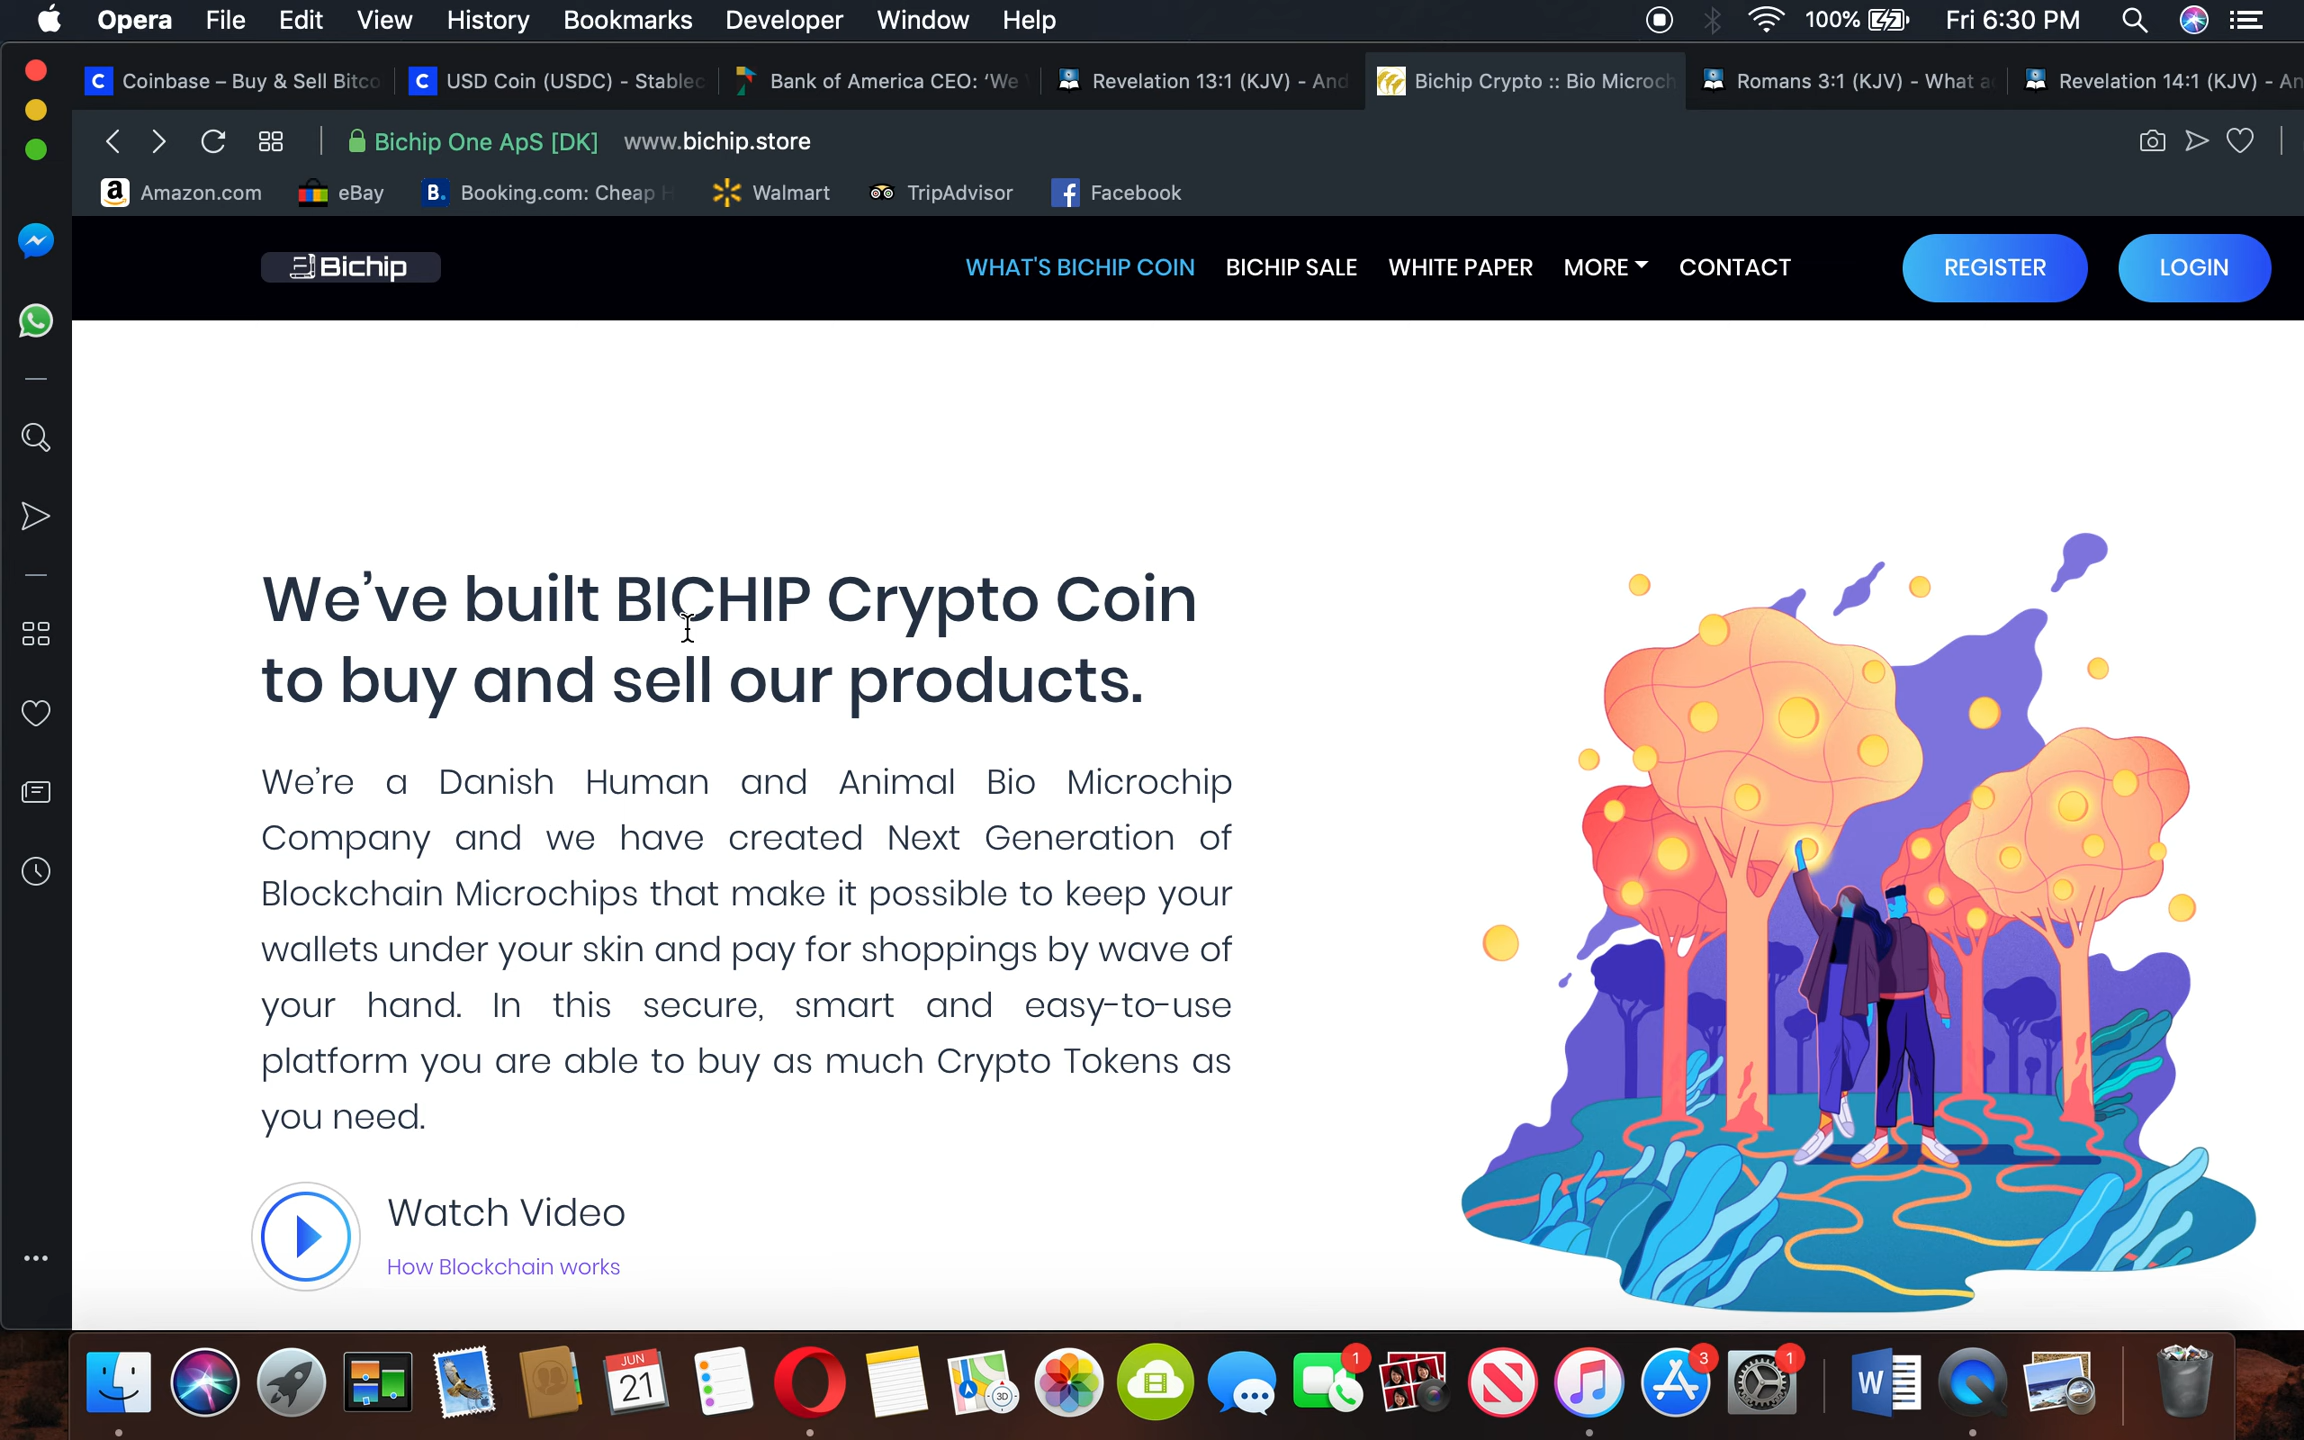 Opera File Edit View History Bookmarks Developer Window Help 100% Fri 6:30 PM
Coinbase – Buy & Sell Bitco USD Coin (USDC) - Stablec Bank of America CEO: ‘We Revelation 13:1 (KJV) - And Bichip Crypto :: Bio Microch Romans 3:1 (KJV) - What a Revelation 14:1 (KJV) - An
Bichip One ApS [DK] www.bichip.store
Amazon.com eBay Booking.com: Cheap H Walmart TripAdvisor Facebook
Bichip WHAT'S BICHIP COIN BICHIP SALE WHITE PAPER MORE CONTACT REGISTER LOGIN
We’ve built BICHIP Crypto Coin
to buy and sell our products.
We’re a Danish Human and Animal Bio Microchip
Company and we have created Next Generation of
Blockchain Microchips that make it possible to keep your
wallets under your skin and pay for shoppings by wave of
your hand. In this secure, smart and easy-to-use
platform you are able to buy as much Crypto Tokens as
you need.
Watch Video
How Blockchain works
JUN
21
3D
1
3
1
W